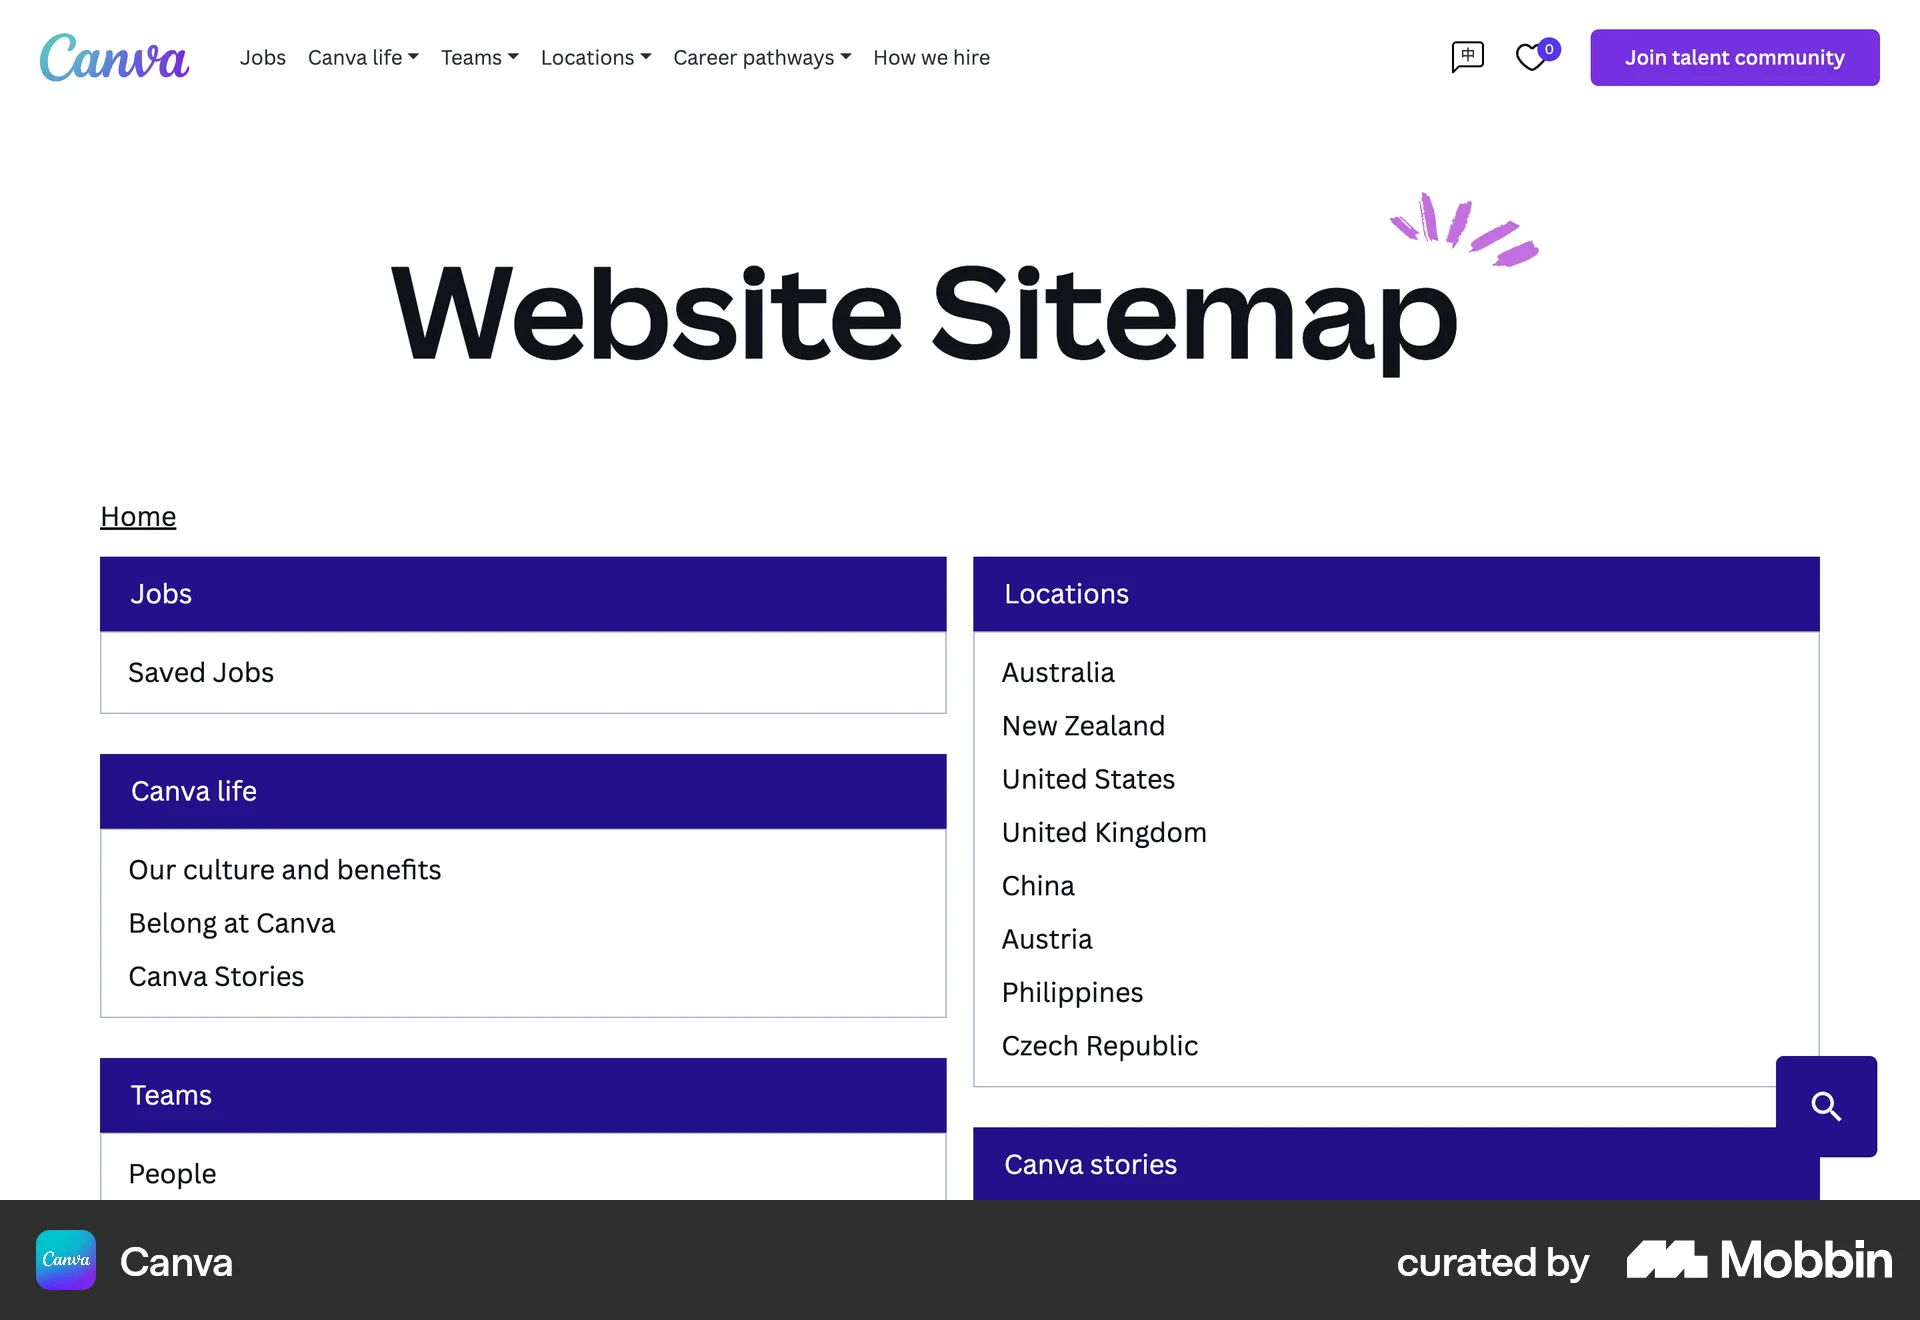 Canva
Jobs
Canva life
Teams
Locations
Career pathways
How we hire
中
0
Join talent community
Website Sitemap
Home
Jobs
Saved Jobs
Canva life
Our culture and benefits
Belong at Canva
Canva Stories
Teams
People
Locations
Australia
New Zealand
United States
United Kingdom
China
Austria
Philippines
Czech Republic
Canva stories
Canva
Canva
curated by
Mobbin